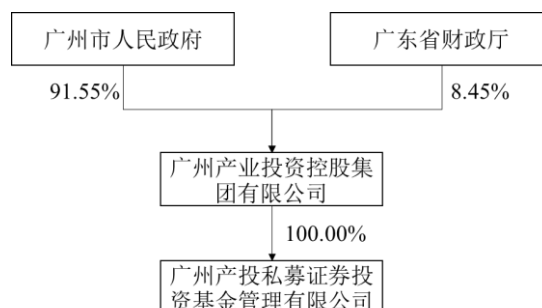 广州市人民政府
广东省财政厅
91.55%
8.45%
广州产业投资控股集
团有限公司
100.00%
广州产投私募证券投
资基金管理有限公司